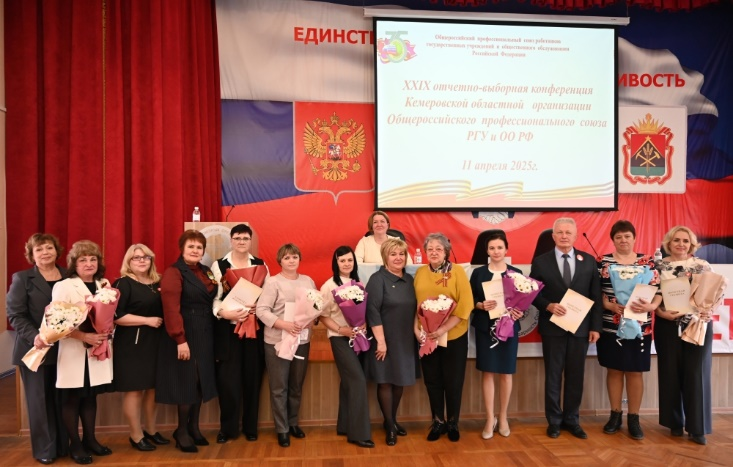 ЕДИНСТ
ИВОСТЬ
Общероссийский профессиональный союз работников
государственных учреждений и общественного обслуживания
Российской Федерации
XXIX отчетно-выборная конференция
Кемеровской областной организации
Общероссийского профессионального союза
РГУ и ОО РФ
11 апреля 2025г.